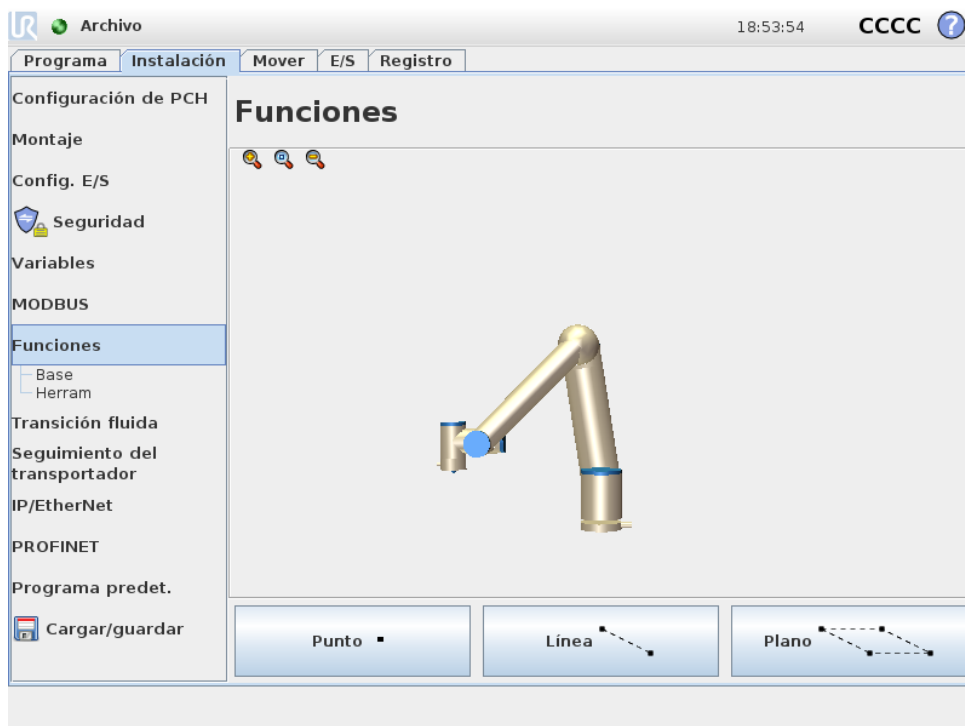 UR Archivo 18:53:54 CCCC ?
Programa Instalación Mover E/S Registro
Configuración de PCH
Montaje
Config. E/S
Seguridad
Variables
MODBUS
Funciones
Base
Herram
Transición fluida
Seguimiento del
transportador
IP/EtherNet
PROFINET
Programa predet.
Cargar/guardar
Funciones
Punto
Línea
Plano